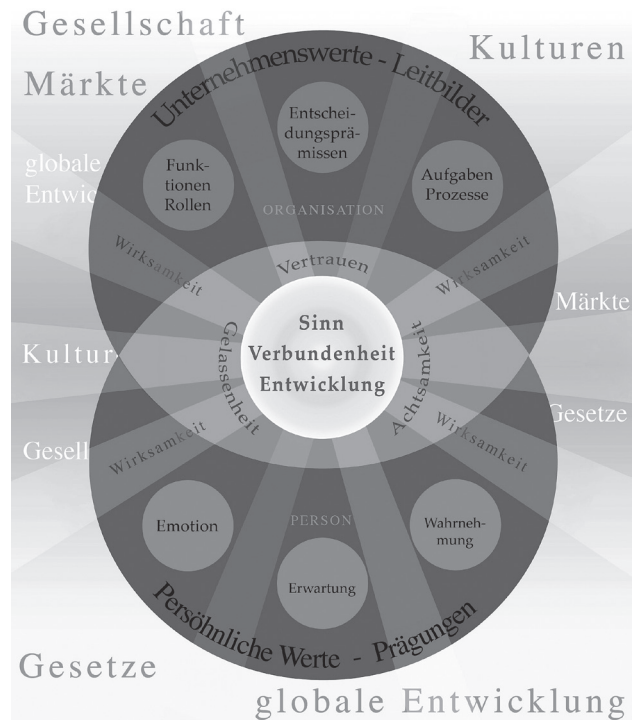 Gesellschaft
Kulturen
Märkte
Unternehmenswerte - Leitbilder
Entschei-
dungsprä-
missen
globale
Entwic
Funk-
tionen
Rollen
Aufgaben
Prozesse
ORGANISATION
Wirksamkeit
Vertrauen
Wirksamkeit
Märkte
Sinn
Verbundenheit
Entwicklung
Gelassenheit
Achtsamkeit
Kultur
Gesetze
Gesell
Wirksamkeit
Wirksamkeit
Emotion
PERSON
Wahrneh-
mung
Erwartung
Persöhnliche Werte - Prägungen
Gesetze
globale Entwicklung